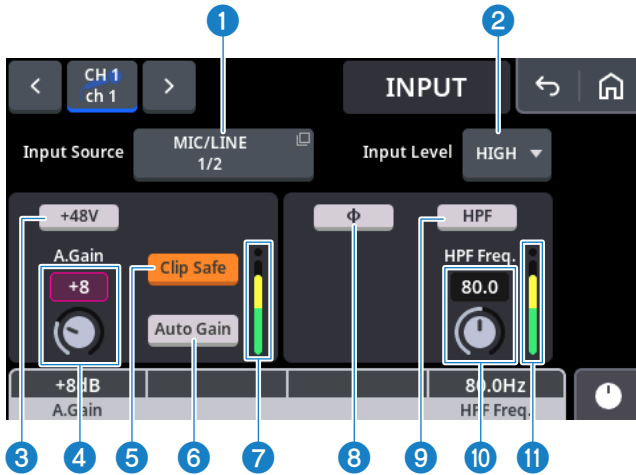 1 2
CH 1
ch 1
INPUT
Input Source
MIC/LINE
1/2
Input Level
HIGH
+48V
Φ
HPF
A.Gain
+8
Clip Safe
Auto Gain
HPF Freq.
80.0
+8dB
80.0Hz
A.Gain
HPF Freq.
3 4 5 6 7 8 9 10 11